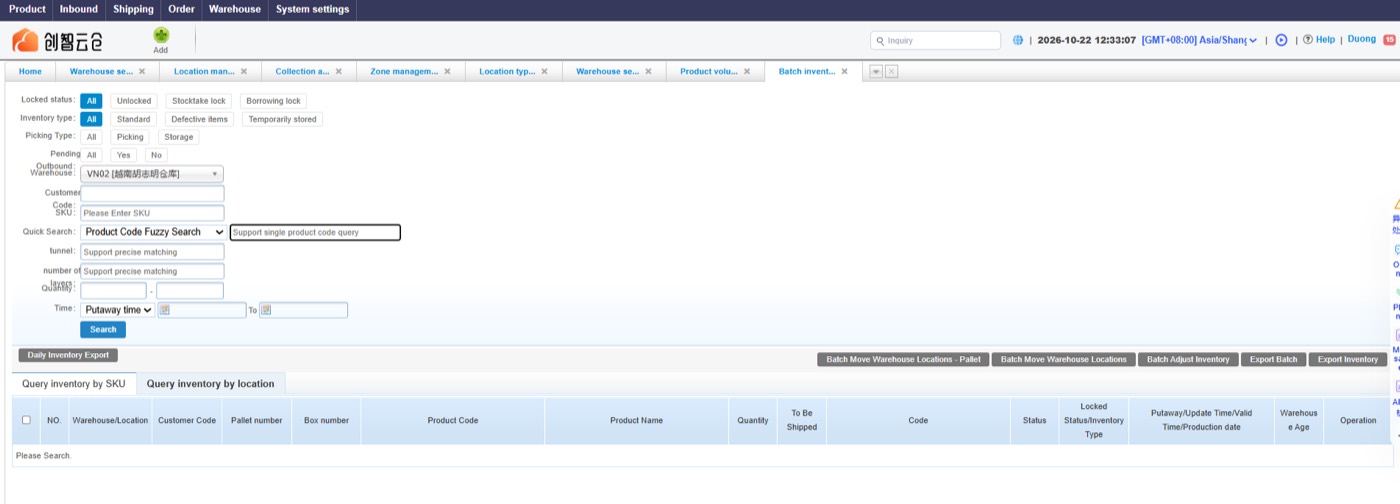 Product Inbound Shipping Order Warehouse System settings
创智云仓
Add
Inquiry
| 2026-10-22 12:33:07 [GMT+08:00] Asia/Shang | | Help | Duong 15
Home Warehouse se... Location man... Collection a... Zone managem... Location typ... Warehouse se... Product volu... Batch invent...
Locked status: All Unlocked Stocktake lock Borrowing lock
Inventory type: All Standard Defective items Temporarily stored
Picking Type: All Picking Storage
Pending Outbound: All Yes No
Warehouse: VN02 [越南胡志明仓库]
Customer Code:
SKU: Please Enter SKU
Quick Search: Product Code Fuzzy Search Support single product code query
tunnel: Support precise matching
number of layers: Support precise matching
Quantity: -
Time: Putaway time To
Search
Daily Inventory Export
Batch Move Warehouse Locations - Pallet Batch Move Warehouse Locations Batch Adjust Inventory Export Batch Export Inventory
Query inventory by SKU Query inventory by location
NO. Warehouse/Location Customer Code Pallet number Box number Product Code Product Name Quantity To Be Shipped Code Status Locked Status/Inventory Type Putaway/Update Time/Valid Time/Production date Warehouse Age Operation
Please Search.